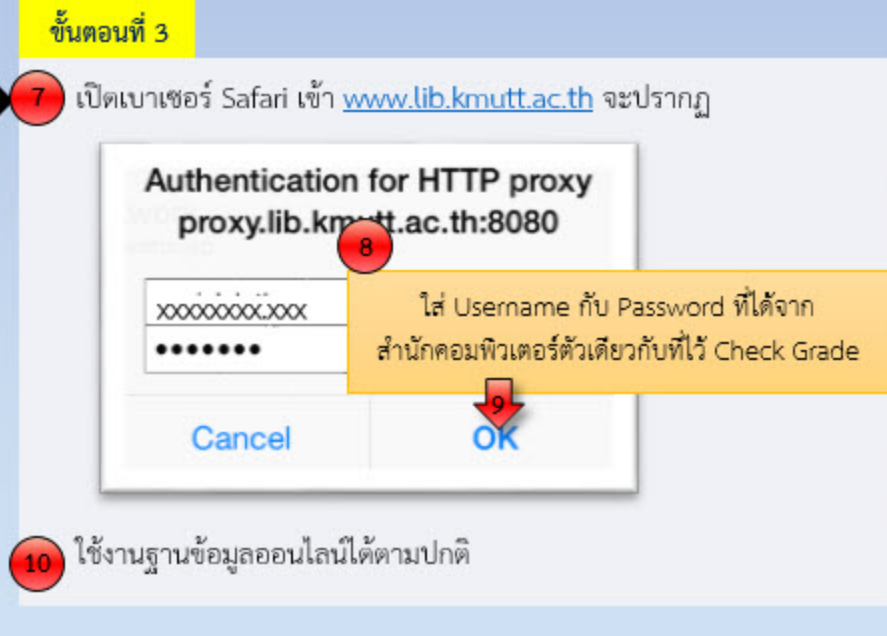 ขั้นตอนที่ 3
7 เปิดเบาเซอร์ Safari เข้า www.lib.kmutt.ac.th จะปรากฏ
Authentication for HTTP proxy
proxy.lib.kmutt.ac.th:8080
8
ใส่ Username กับ Password ที่ได้จาก
สำนักคอมพิวเตอร์ตัวเดียวกับที่ไว้ Check Grade
xxxxxxxx.xxx
•••••••
9
Cancel OK
10 ใช้งานฐานข้อมูลออนไลน์ได้ตามปกติ